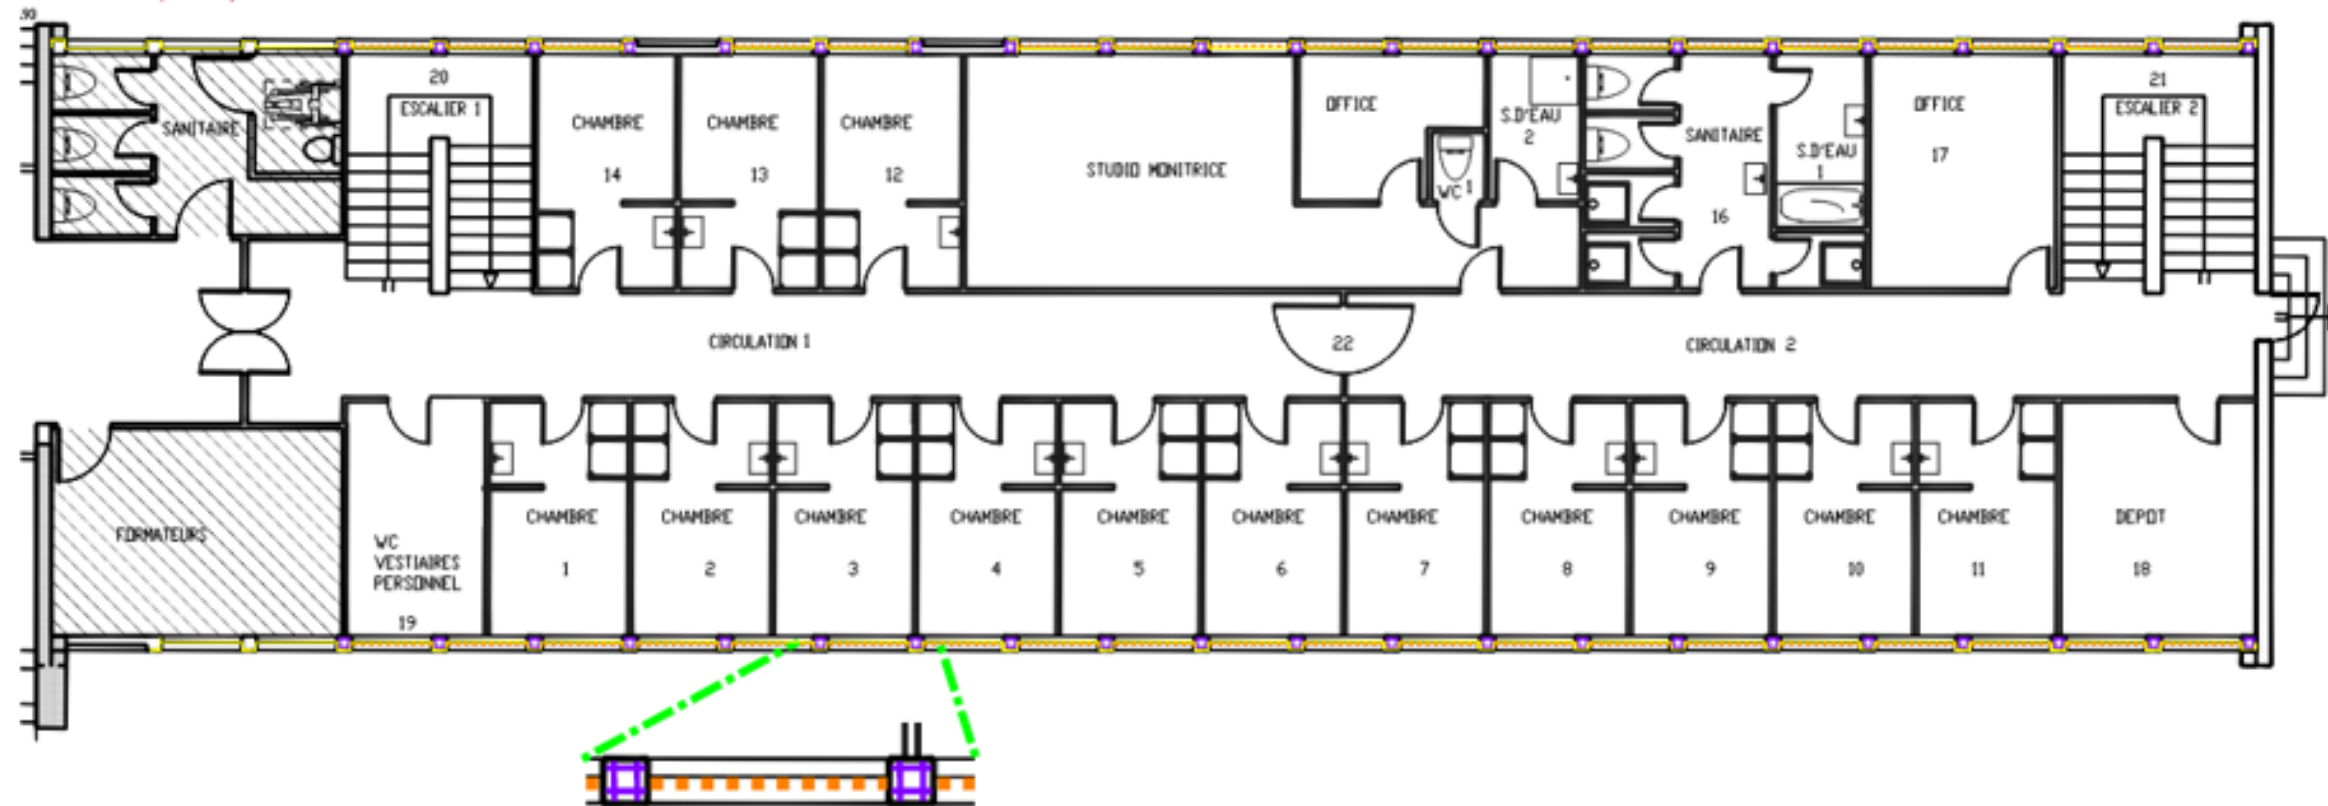 .90
20
ESCALIER 1
SANITAIRE
CHAMBRE
14
CHAMBRE
13
CHAMBRE
12
STUDIO MONITRICE
OFFICE
WC 1
S.D'EAU
2
SANITAIRE
16
S.D'EAU
1
OFFICE
17
21
ESCALIER 2
CIRCULATION 1
22
CIRCULATION 2
FORMATEURS
WC
VESTIAIRES
PERSONNEL
19
CHAMBRE
1
CHAMBRE
2
CHAMBRE
3
CHAMBRE
4
CHAMBRE
5
CHAMBRE
6
CHAMBRE
7
CHAMBRE
8
CHAMBRE
9
CHAMBRE
10
CHAMBRE
11
DEPOT
18